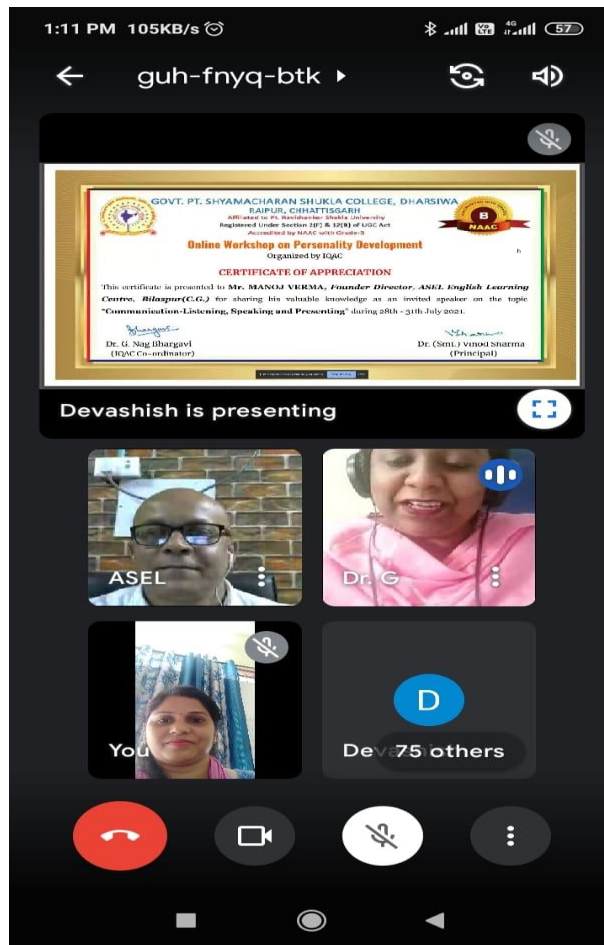 1:11 PM 105KB/s
Vo LTE 4G 57
guh-fnyq-btk
GOVT. PT. SHYAMACHARAN SHUKLA COLLEGE, DHARSIWA
RAIPUR, CHHATTISGARH
Affiliated to Pt. Ravishankar Shukla University
Registered Under Section 2(F) & 12(B) of UGC Act
Accredited by NAAC with Grade-B
B
NAAC
Online Workshop on Personality Development
Organized by IQAC
h
CERTIFICATE OF APPRECIATION
This certificate is presented to Mr. MANOJ VERMA, Founder Director, ASEL English Learning
Centre, Bilaspur(C.G.) for sharing his valuable knowledge as an invited speaker on the topic
"Communication-Listening, Speaking and Presenting" during 28th - 31th July 2021.
Dr. G. Nag Bhargavi
(IQAC Co-ordinator)
Dr. (Smt.) Vinod Sharma
(Principal)
Devashish is presenting
ASEL
Dr. G
You
D
75 others